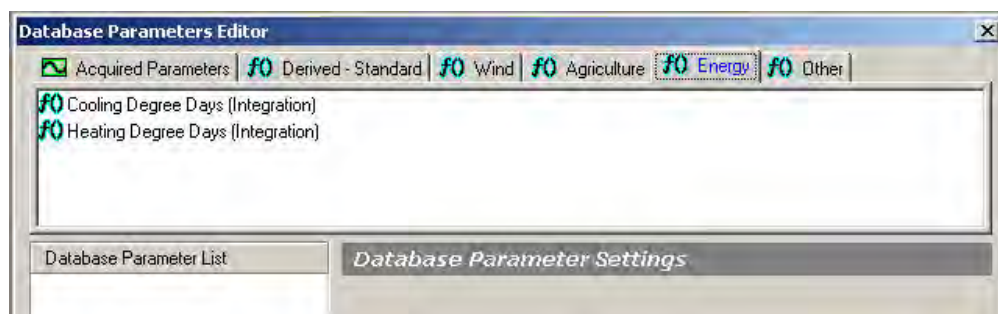 Database Parameters Editor
Acquired Parameters f() Derived - Standard f() Wind f() Agriculture f() Energy f() Other
f() Cooling Degree Days (Integration)
f() Heating Degree Days (Integration)
Database Parameter List
Database Parameter Settings